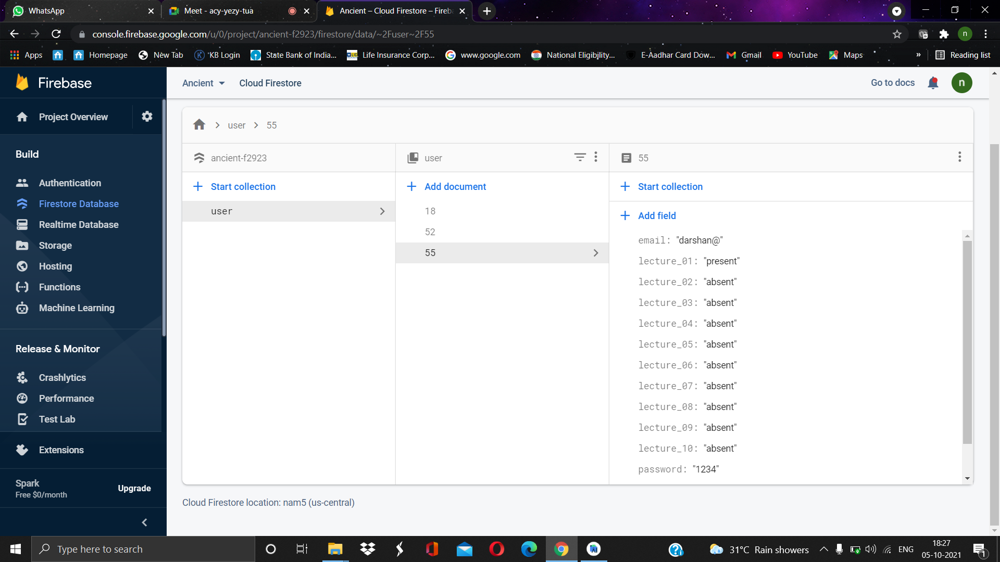 WhatsApp
Meet - acy-yezy-tua
Ancient – Cloud Firestore – Fireb
console.firebase.google.com/u/0/project/ancient-f2923/firestore/data/~2Fuser~2F55
n
Apps
Homepage
New Tab
KB Login
State Bank of India...
Life Insurance Corp...
www.google.com
National Eligibility...
E-Aadhar Card Dow...
Gmail
YouTube
Maps
»
Reading list
Firebase
Ancient
Cloud Firestore
Go to docs
n
Project Overview
Build
Authentication
Firestore Database
Realtime Database
Storage
Hosting
Functions
Machine Learning
Release & Monitor
Crashlytics
Performance
Test Lab
Extensions
Spark
Free $0/month
Upgrade
user
55
ancient-f2923
Start collection
user
user
Add document
18
52
55
55
Start collection
Add field
email: "darshan@"
lecture_01: "present"
lecture_02: "absent"
lecture_03: "absent"
lecture_04: "absent"
lecture_05: "absent"
lecture_06: "absent"
lecture_07: "absent"
lecture_08: "absent"
lecture_09: "absent"
lecture_10: "absent"
password: "1234"
Cloud Firestore location: nam5 (us-central)
Type here to search
31°C Rain showers
ENG
18:27
05-10-2021
1